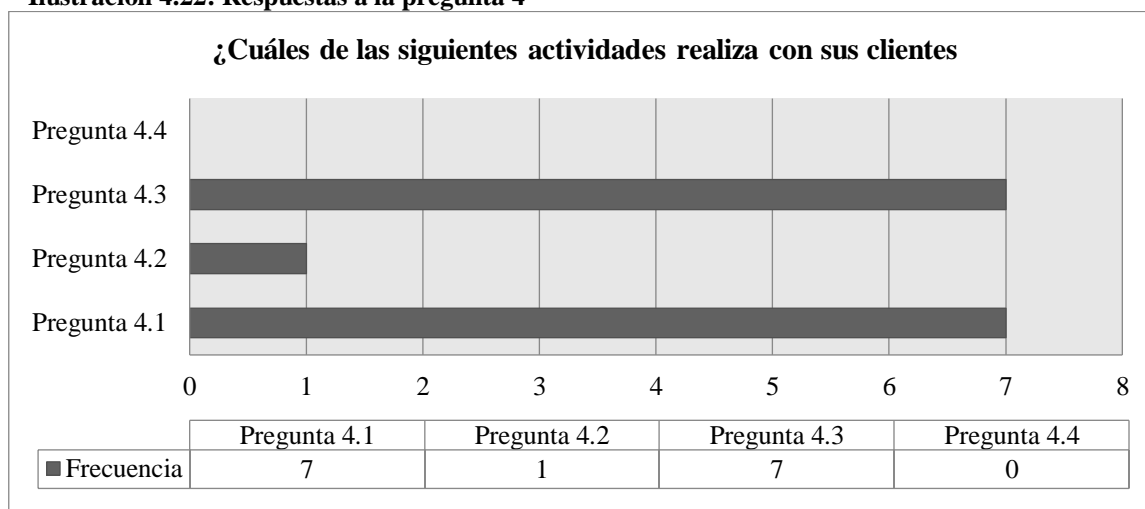 Ilustración 4.22: Respuestas a la pregunta 4
¿Cuáles de las siguientes actividades realiza con sus clientes
Pregunta 4.4
Pregunta 4.3
Pregunta 4.2
Pregunta 4.1
0 1 2 3 4 5 6 7 8
Pregunta 4.1 Pregunta 4.2 Pregunta 4.3 Pregunta 4.4
Frecuencia 7 1 7 0